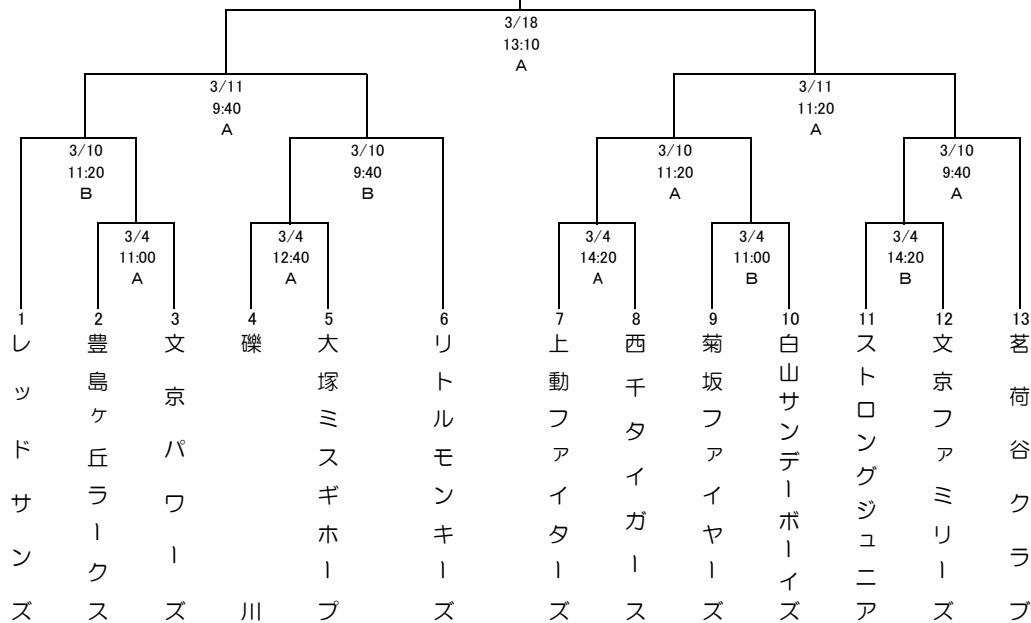 3/18
13:10
A
3/11
9:40
A
3/11
11:20
A
3/10
11:20
B
3/10
9:40
B
3/10
11:20
A
3/10
9:40
A
3/4
11:00
A
3/4
12:40
A
3/4
14:20
A
3/4
11:00
B
3/4
14:20
B
1
レッドサンズ
2
豊島ヶ丘ラークス
3
文京パワーズ
4
礫川
5
大塚ミスギホープ
6
リトルモンキーズ
7
上動ファイターズ
8
西千タイガース
9
菊坂ファイヤーズ
10
白山サンデーボーイズ
11
ストロングジュニア
12
文京ファミリーズ
13
茗荷谷クラブ